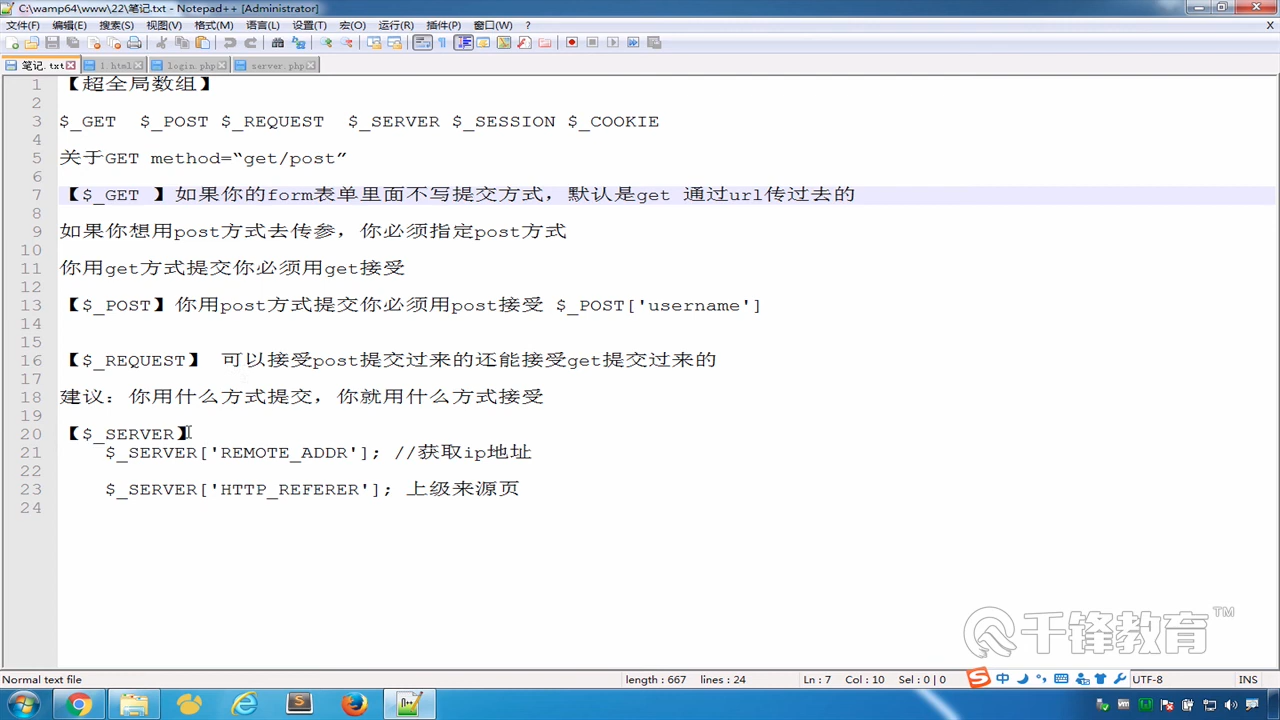 C:\wamp64\www\22\笔记.txt - Notepad++ [Administrator]
文件(F) 编辑(E) 搜索(S) 视图(V) 格式(M) 语言(L) 设置(T) 宏(O) 运行(R) 插件(P) 窗口(W) ? X
笔记.txt 1.html login.php server.php
1 【超全局数组】
2
3 $_GET $_POST $_REQUEST $_SERVER $_SESSION $_COOKIE
4
5 关于GET method=“get/post”
6
7 【$_GET 】如果你的form表单里面不写提交方式，默认是get 通过url传过去的
8
9 如果你想用post方式去传参，你必须指定post方式
10
11 你用get方式提交你必须用get接受
12
13 【$_POST】你用post方式提交你必须用post接受 $_POST['username']
14
15
16 【$_REQUEST】 可以接受post提交过来的还能接受get提交过来的
17
18 建议：你用什么方式提交，你就用什么方式接受
19
20 【$_SERVER】
21 $_SERVER['REMOTE_ADDR']; //获取ip地址
22
23 $_SERVER['HTTP_REFERER']; 上级来源页
24
千锋教育™
Normal text file length : 667 lines : 24 Ln : 7 Col : 10 Sel : 0 | 0 中 UTF-8 INS